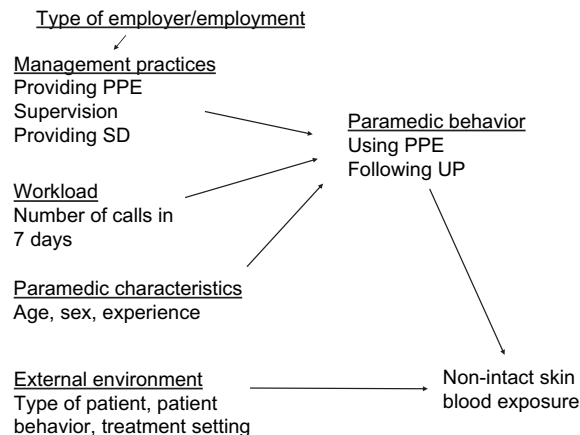 Type of employer/employment
Management practices
Providing PPE
Supervision
Providing SD
Paramedic behavior
Using PPE
Following UP
Workload
Number of calls in
7 days
Paramedic characteristics
Age, sex, experience
External environment
Type of patient, patient
behavior, treatment setting
Non-intact skin
blood exposure